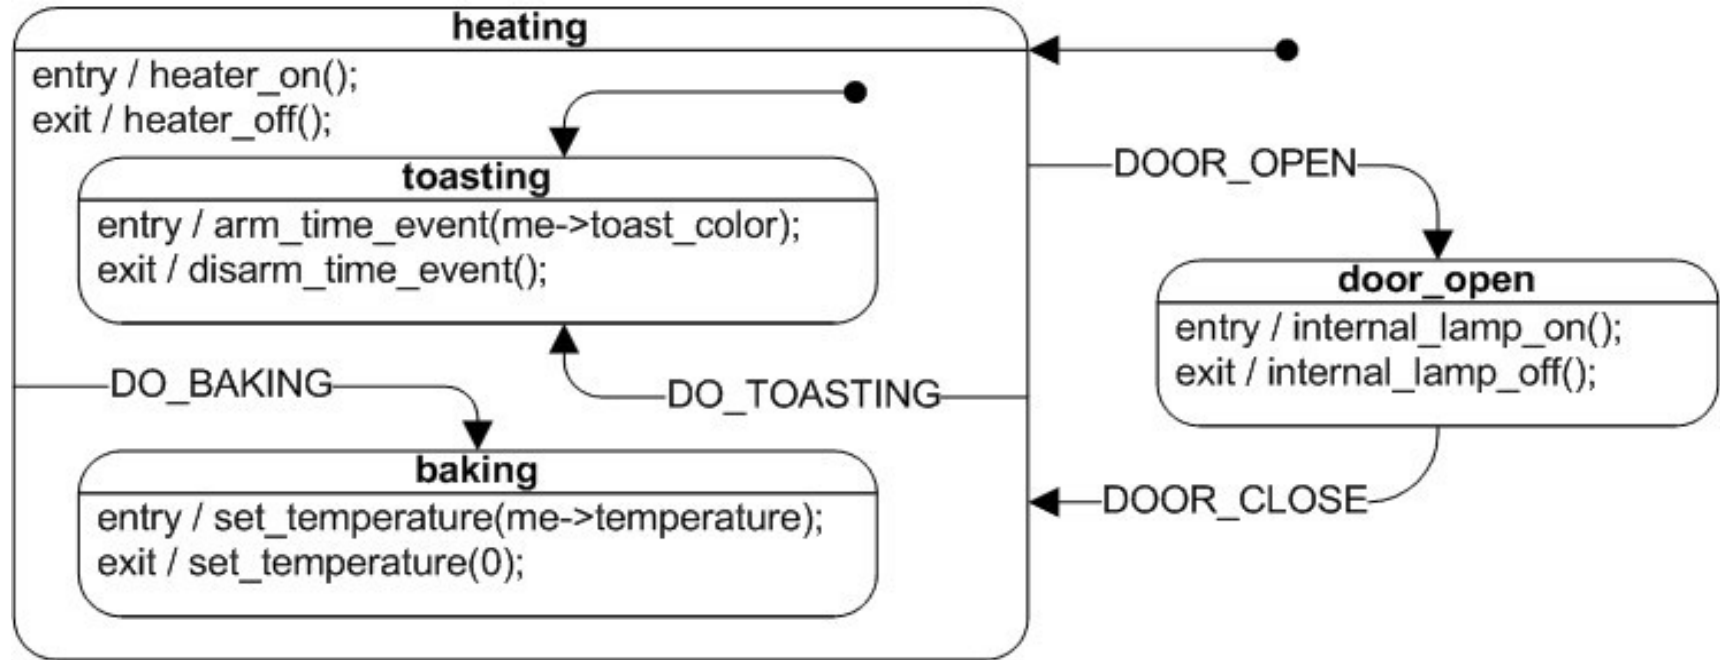 heating
entry / heater_on();
exit / heater_off();
toasting
entry / arm_time_event(me->toast_color);
exit / disarm_time_event();
DO_BAKING
DO_TOASTING
baking
entry / set_temperature(me->temperature);
exit / set_temperature(0);
DOOR_OPEN
door_open
entry / internal_lamp_on();
exit / internal_lamp_off();
DOOR_CLOSE